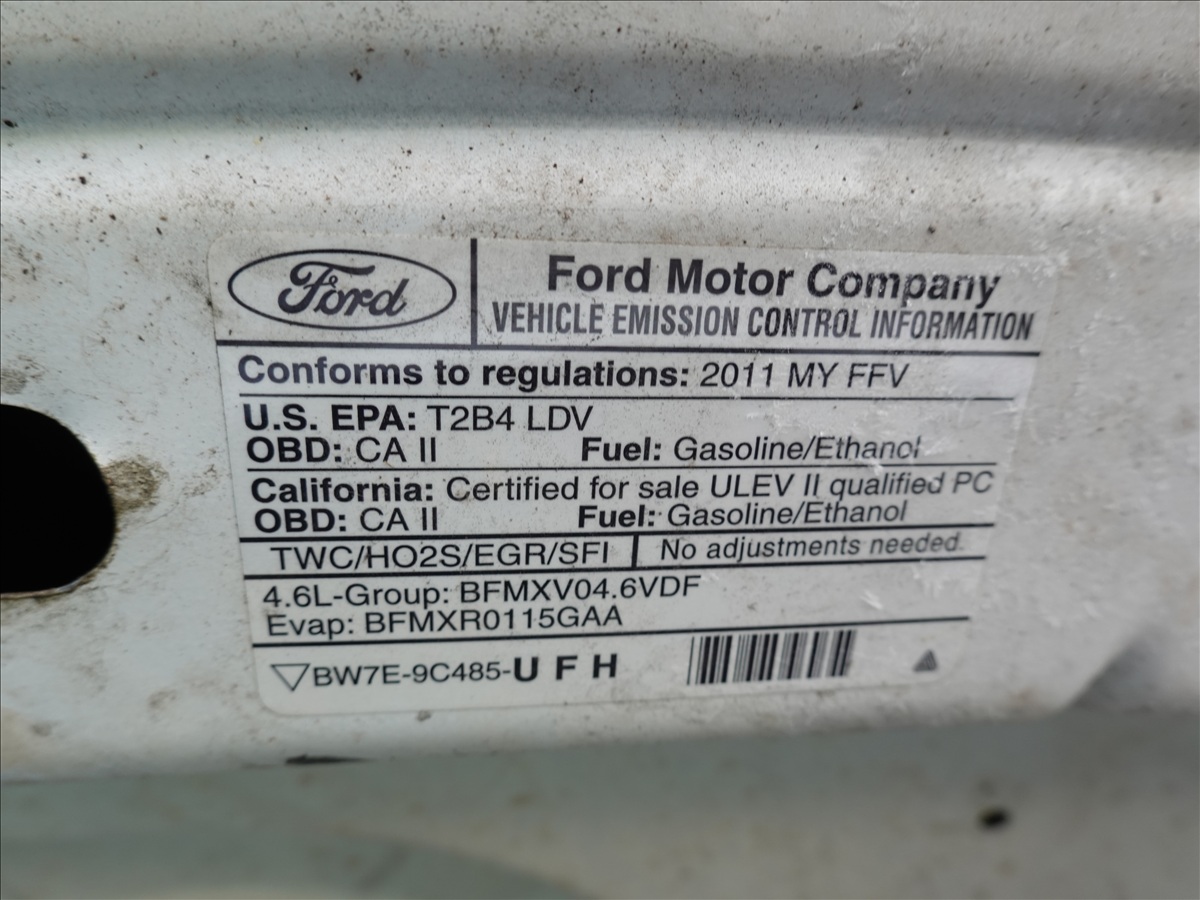 Ford
Ford Motor Company
VEHICLE EMISSION CONTROL INFORMATION
Conforms to regulations: 2011 MY FFV
U.S. EPA: T2B4 LDV
OBD: CA II Fuel: Gasoline/Ethanol
California: Certified for sale ULEV II qualified PC
OBD: CA II Fuel: Gasoline/Ethanol
TWC/HO2S/EGR/SFI No adjustments needed.
4.6L-Group: BFMXV04.6VDF
Evap: BFMXR0115GAA
BW7E-9C485-U F H